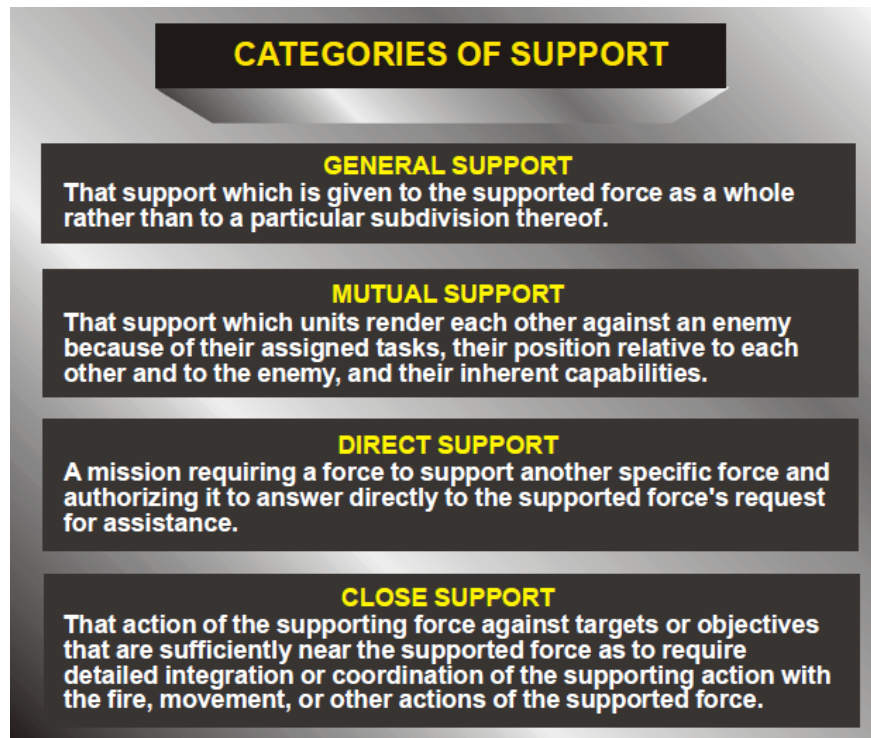 CATEGORIES OF SUPPORT
GENERAL SUPPORT
That support which is given to the supported force as a whole
rather than to a particular subdivision thereof.
MUTUAL SUPPORT
That support which units render each other against an enemy
because of their assigned tasks, their position relative to each
other and to the enemy, and their inherent capabilities.
DIRECT SUPPORT
A mission requiring a force to support another specific force and
authorizing it to answer directly to the supported force's request
for assistance.
CLOSE SUPPORT
That action of the supporting force against targets or objectives
that are sufficiently near the supported force as to require
detailed integration or coordination of the supporting action with
the fire, movement, or other actions of the supported force.